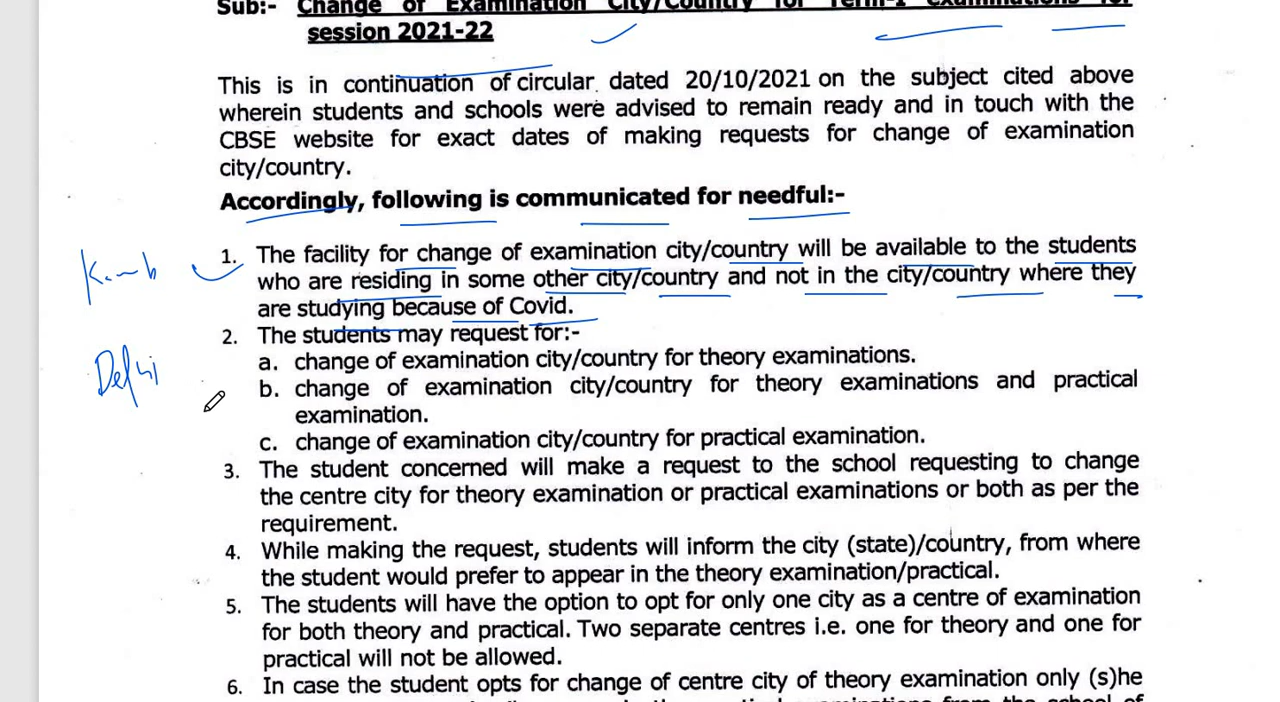 Sub:- Change of Examination City/Country for Term-I examinations for
session 2021-22
This is in continuation of circular dated 20/10/2021 on the subject cited above
wherein students and schools were advised to remain ready and in touch with the
CBSE website for exact dates of making requests for change of examination
city/country.
Accordingly, following is communicated for needful:-
1. The facility for change of examination city/country will be available to the students
who are residing in some other city/country and not in the city/country where they
are studying because of Covid.
2. The students may request for:-
a. change of examination city/country for theory examinations.
Delhi
b. change of examination city/country for theory examinations and practical
examination.
c. change of examination city/country for practical examination.
3. The student concerned will make a request to the school requesting to change
the centre city for theory examination or practical examinations or both as per the
requirement.
4. While making the request, students will inform the city (state)/country, from where
the student would prefer to appear in the theory examination/practical.
5. The students will have the option to opt for only one city as a centre of examination
for both theory and practical. Two separate centres i.e. one for theory and one for
practical will not be allowed.
6. In case the student opts for change of centre city of theory examination only (s)he